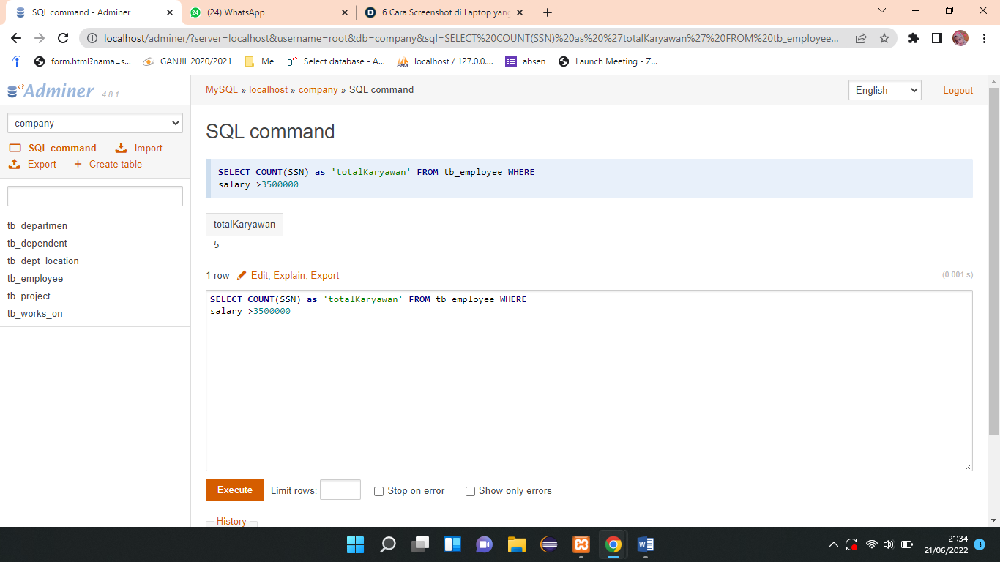 SQL command - Adminer
(24) WhatsApp
6 Cara Screenshot di Laptop yang
localhost/adminer/?server=localhost&username=root&db=company&sql=SELECT%20COUNT(SSN)%20as%20%27totalKaryawan%27%20FROM%20tb_employee...
form.html?nama=s...
GANJIL 2020/2021
Me
Select database - A...
localhost / 127.0.0....
absen
Launch Meeting - Z...
Adminer 4.8.1
MySQL » localhost » company » SQL command
English
Logout
company
SQL command
Import
Export
+ Create table
tb_departmen
tb_dependent
tb_dept_location
tb_employee
tb_project
tb_works_on
SQL command
SELECT COUNT(SSN) as 'totalKaryawan' FROM tb_employee WHERE
salary >3500000
totalKaryawan
5
1 row Edit, Explain, Export
(0.001 s)
SELECT COUNT(SSN) as 'totalKaryawan' FROM tb_employee WHERE
salary >3500000
Execute
Limit rows:
Stop on error
Show only errors
History
21:34
21/06/2022
3